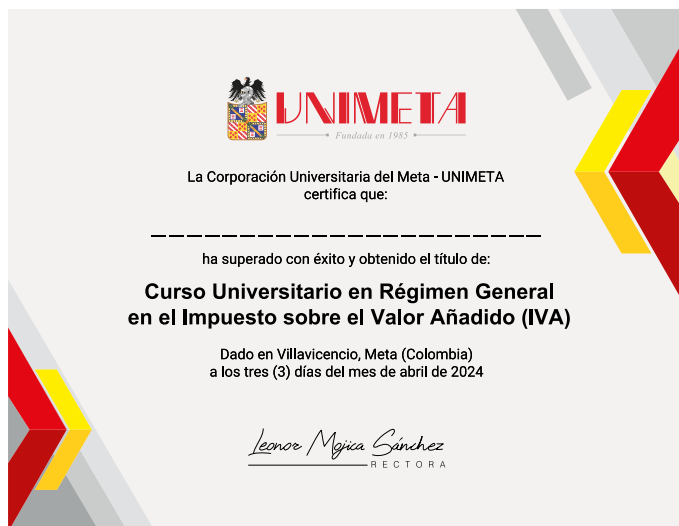 UNIMETA
Fundada en 1985
La Corporación Universitaria del Meta - UNIMETA
certifica que:
ha superado con éxito y obtenido el título de:
Curso Universitario en Régimen General
en el Impuesto sobre el Valor Añadido (IVA)
Dado en Villavicencio, Meta (Colombia)
a los tres (3) días del mes de abril de 2024
Leonor Mojica Sánchez
RECTORA